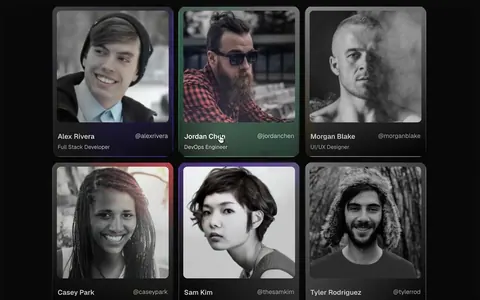 Alex Rivera @alexrivera
Full Stack Developer
Jordan Chen @jordanchen
DevOps Engineer
Morgan Blake @morganblake
UI/UX Designer
Casey Park @caseypark
Sam Kim @thesamkim
Tyler Rodriguez @tylerrod